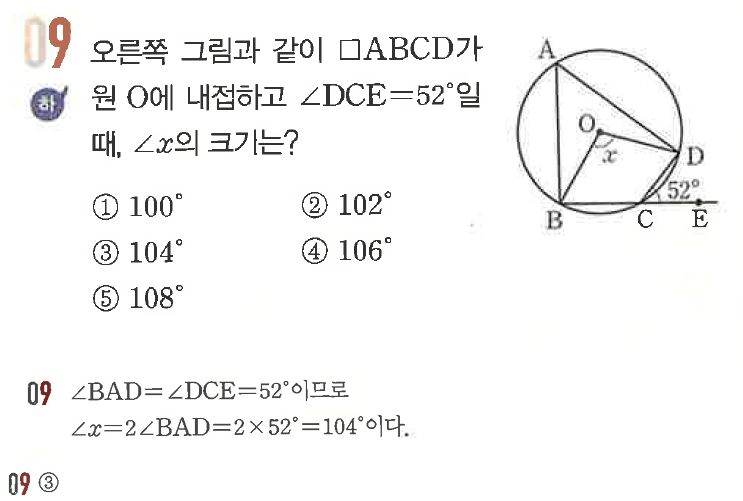 09 오른쪽 그림과 같이 □ABCD가
하 원 O에 내접하고 ∠DCE=52°일
때, ∠x의 크기는?
① 100° ② 102°
③ 104° ④ 106°
⑤ 108°
A
O
x
D
52°
B C E
09 ∠BAD=∠DCE=52°이므로
∠x=2∠BAD=2×52°=104°이다.
09 ③